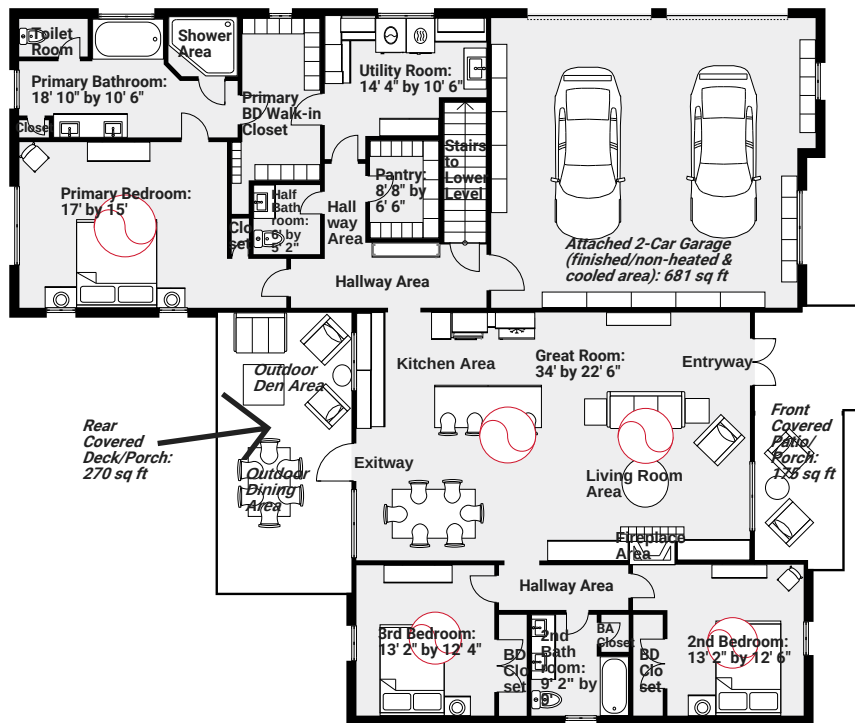 Toilet
Room
Shower
Area
Primary Bathroom:
18' 10" by 10' 6"
Closet
Primary
BD Walk-in
Closet
Utility Room:
14' 4" by 10' 6"
Stairs
to
Lower
Level
Pantry:
8' 8" by
6' 6"
Primary Bedroom:
17' by 15'
Clo
set
Half
Bath
room:
6' by
5' 2"
Hall
way
Area
Hallway Area
Attached 2-Car Garage
(finished/non-heated &
cooled area): 681 sq ft
Outdoor
Den Area
Kitchen Area
Great Room:
34' by 22' 6"
Entryway
Rear
Covered
Deck/Porch:
270 sq ft
Outdoor
Dining
Area
Exitway
Living Room
Area
Front
Covered
Patio/
Porch:
175 sq ft
Fireplace
Area
Hallway Area
3rd Bedroom:
13' 2" by 12' 4"
BD
Clo
set
2nd
Bath
room:
9' 2" by
9'
BA
Closet
BD
Clo
set
2nd Bedroom:
13' 2" by 12' 6"